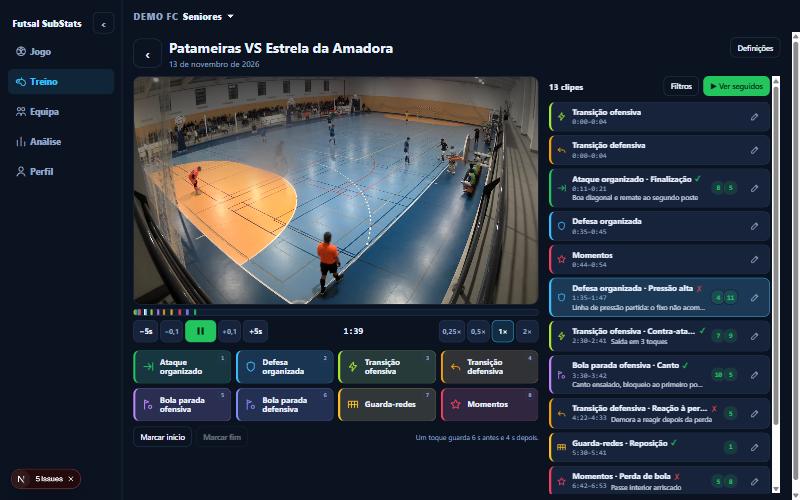 Futsal SubStats
‹
Jogo
Treino
Equipa
Análise
Perfil
N 5 Issues ×
DEMO FC Seniores
‹
Patameiras VS Estrela da Amadora
13 de novembro de 2026
Definições
−5s
−0,1
+0,1
+5s
1:39
0,25×
0,5×
1×
2×
Ataque organizado 1
Defesa organizada 2
Transição ofensiva 3
Transição defensiva 4
Bola parada ofensiva 5
Bola parada defensiva 6
Guarda-redes 7
Momentos 8
Marcar início
Marcar fim
Um toque guarda 6 s antes e 4 s depois.
13 clipes
Filtros
▶ Ver seguidos
Transição ofensiva
0:00-0:04
Transição defensiva
0:00-0:04
Ataque organizado · Finalização ✓
0:11-0:21
Boa diagonal e remate ao segundo poste
8 5
Defesa organizada
0:35-0:45
Momentos
0:44-0:54
Defesa organizada · Pressão alta ✗
1:35-1:47
Linha de pressão partida: o fixo não acom...
4 11
Transição ofensiva · Contra-ata... ✓
2:30-2:41 Saída em 3 toques
7 9
Bola parada ofensiva · Canto ✓
3:30-3:42
Canto ensaiado, bloqueio ao primeiro po...
10 5
Transição defensiva · Reação à per... ✗
4:22-4:33 Demora a reagir depois da perda
5
Guarda-redes · Reposição ✓
5:30-5:41
1
Momentos · Perda de bola ✗
6:42-6:53 Passe interior arriscado
5 8